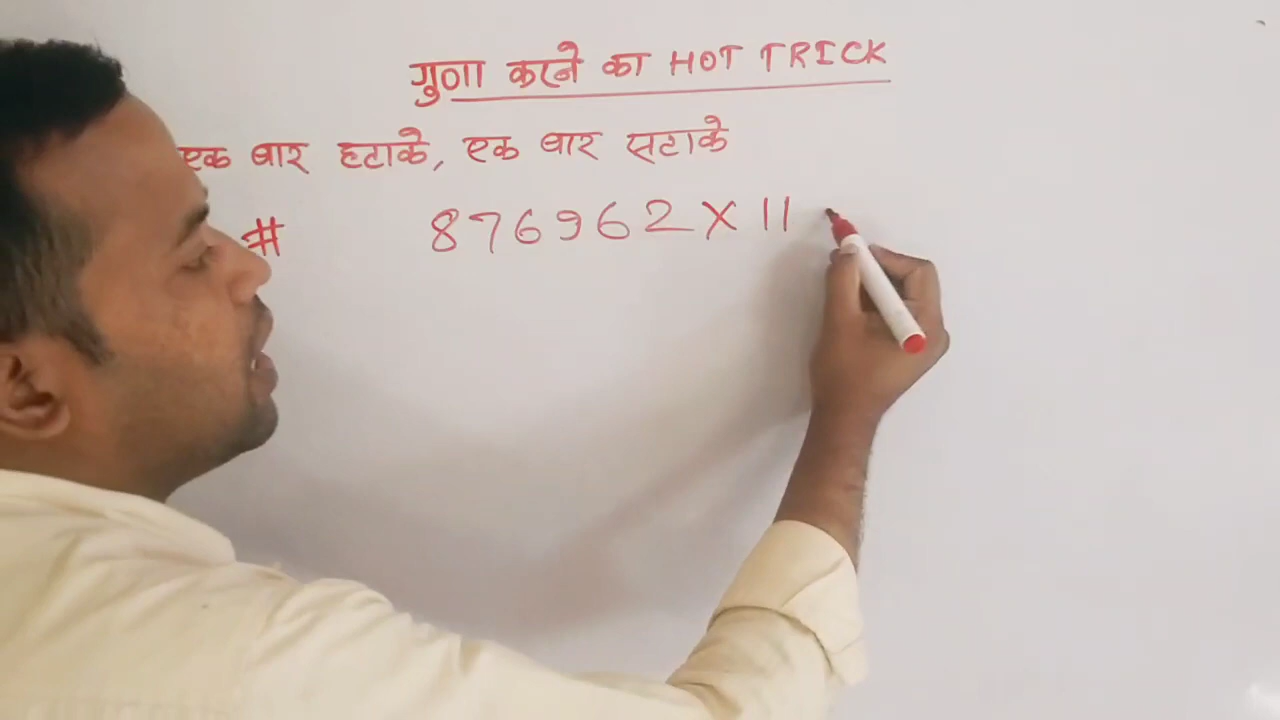 गुणा करने का HOT TRICK
एक बार हटाके, एक बार सटाके
# 876962 X 11